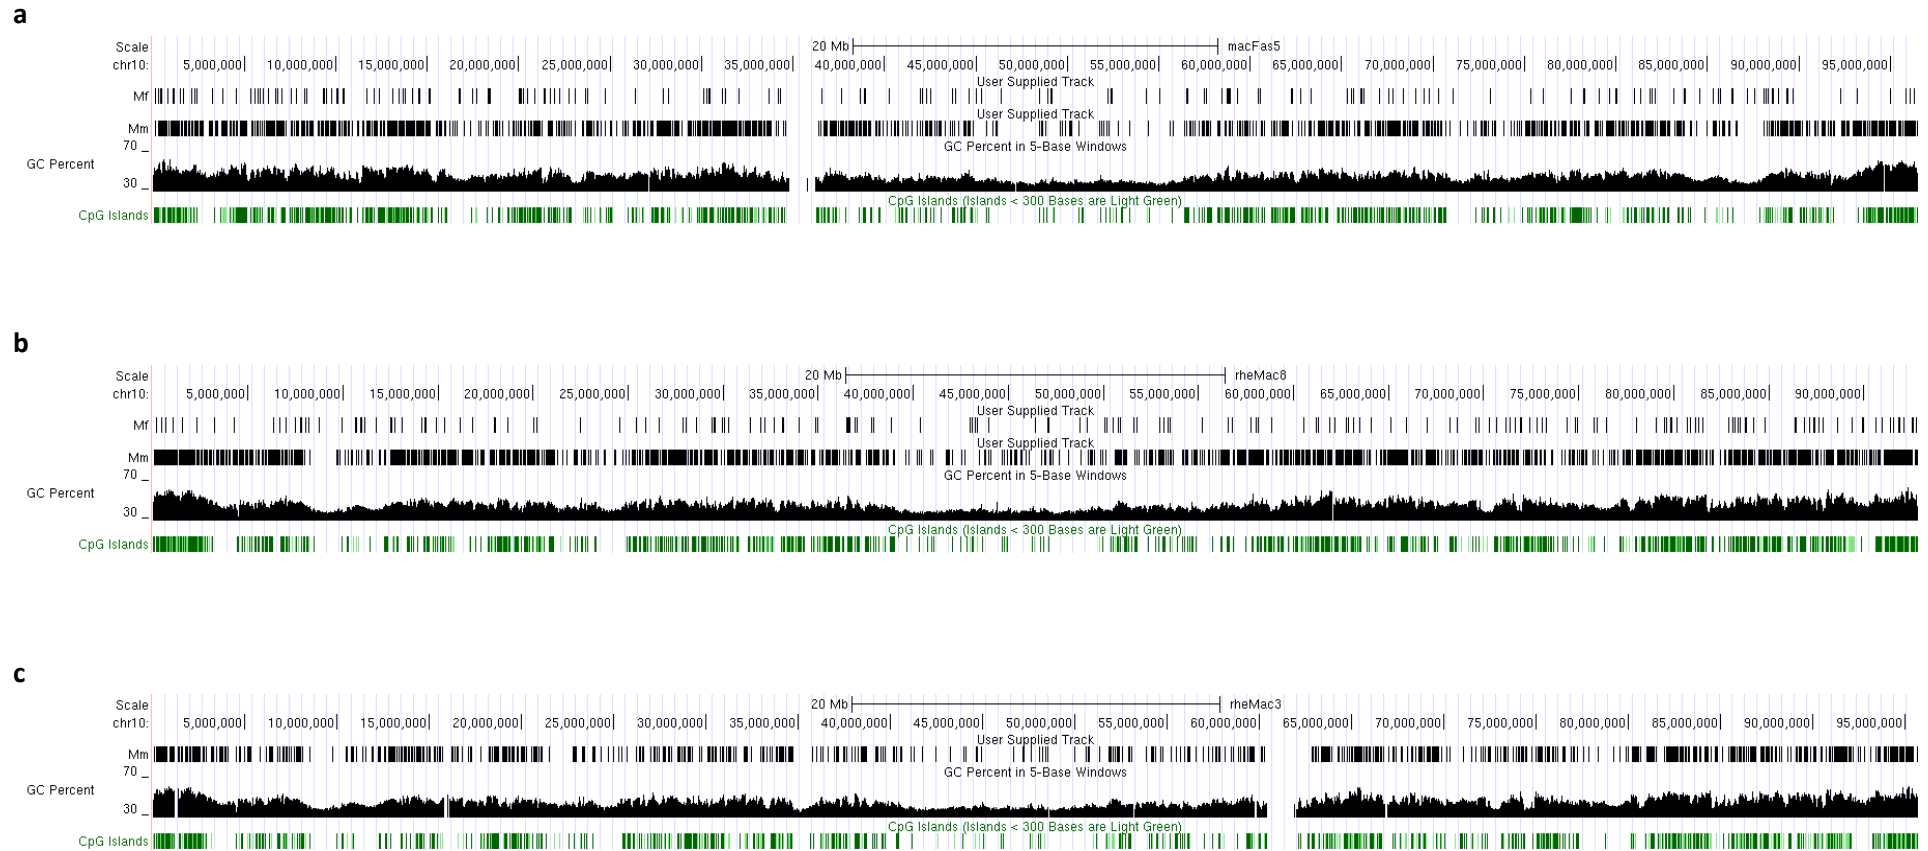 a
Scale 20 Mb macFas5
chr10: 5,000,000 10,000,000 15,000,000 20,000,000 25,000,000 30,000,000 35,000,000 40,000,000 45,000,000 50,000,000 55,000,000 60,000,000 65,000,000 70,000,000 75,000,000 80,000,000 85,000,000 90,000,000 95,000,000
User Supplied Track
Mf
User Supplied Track
Mm
70 _ GC Percent in 5-Base Windows
GC Percent
30 _
CpG Islands (Islands < 300 Bases are Light Green)
CpG Islands
b
Scale 20 Mb rheMac8
chr10: 5,000,000 10,000,000 15,000,000 20,000,000 25,000,000 30,000,000 35,000,000 40,000,000 45,000,000 50,000,000 55,000,000 60,000,000 65,000,000 70,000,000 75,000,000 80,000,000 85,000,000 90,000,000
User Supplied Track
Mf
User Supplied Track
Mm
70 _ GC Percent in 5-Base Windows
GC Percent
30 _
CpG Islands (Islands < 300 Bases are Light Green)
CpG Islands
c
Scale 20 Mb rheMac3
chr10: 5,000,000 10,000,000 15,000,000 20,000,000 25,000,000 30,000,000 35,000,000 40,000,000 45,000,000 50,000,000 55,000,000 60,000,000 65,000,000 70,000,000 75,000,000 80,000,000 85,000,000 90,000,000 95,000,000
User Supplied Track
Mm
70 _ GC Percent in 5-Base Windows
GC Percent
30 _
CpG Islands (Islands < 300 Bases are Light Green)
CpG Islands